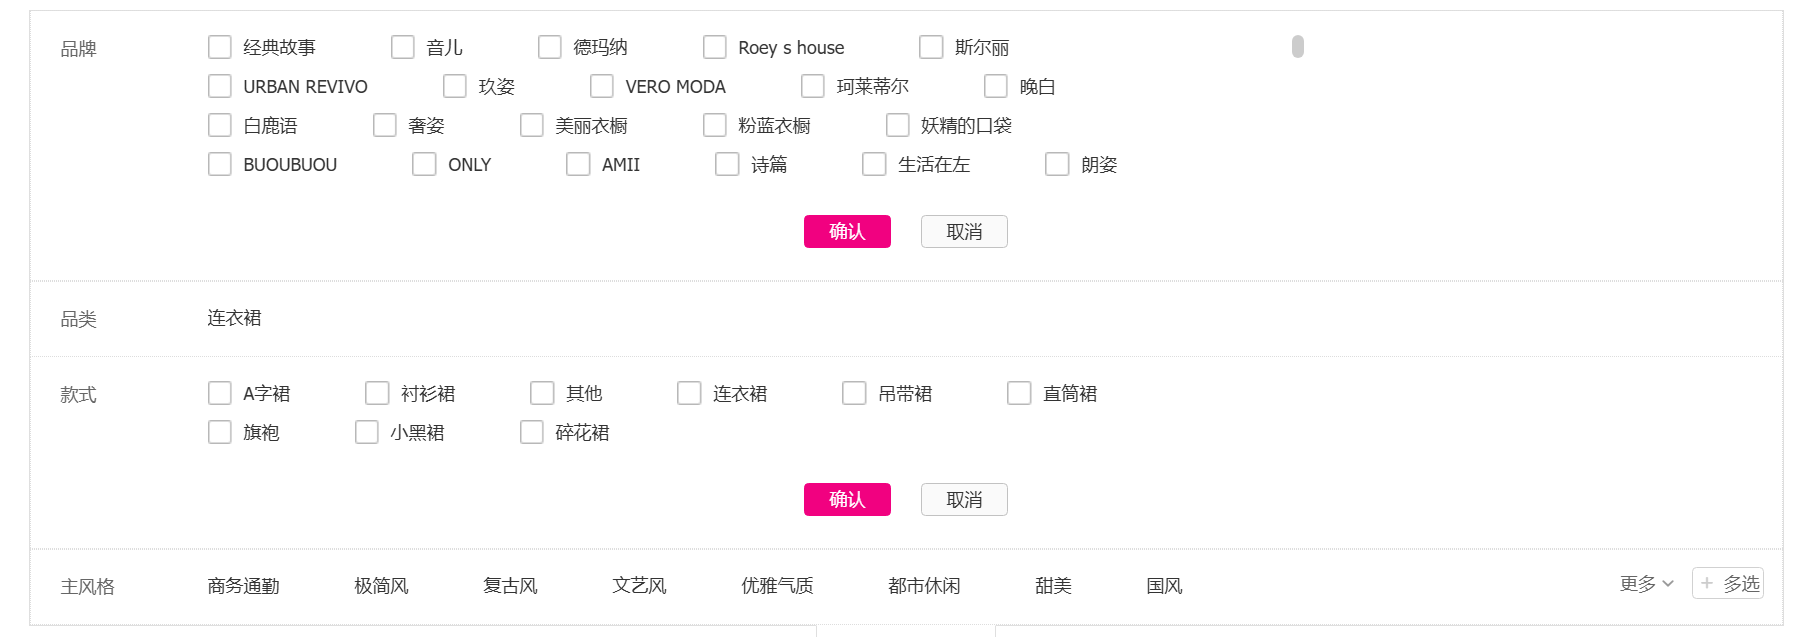 品牌 经典故事 音儿 德玛纳 Roey s house 斯尔丽
URBAN REVIVO 玖姿 VERO MODA 珂莱蒂尔 晚白
白鹿语 奢姿 美丽衣橱 粉蓝衣橱 妖精的口袋
BUOUBUOU ONLY AMII 诗篇 生活在左 朗姿
确认 取消
品类 连衣裙
款式 A字裙 衬衫裙 其他 连衣裙 吊带裙 直筒裙
旗袍 小黑裙 碎花裙
确认 取消
主风格 商务通勤 极简风 复古风 文艺风 优雅气质 都市休闲 甜美 国风 更多 + 多选